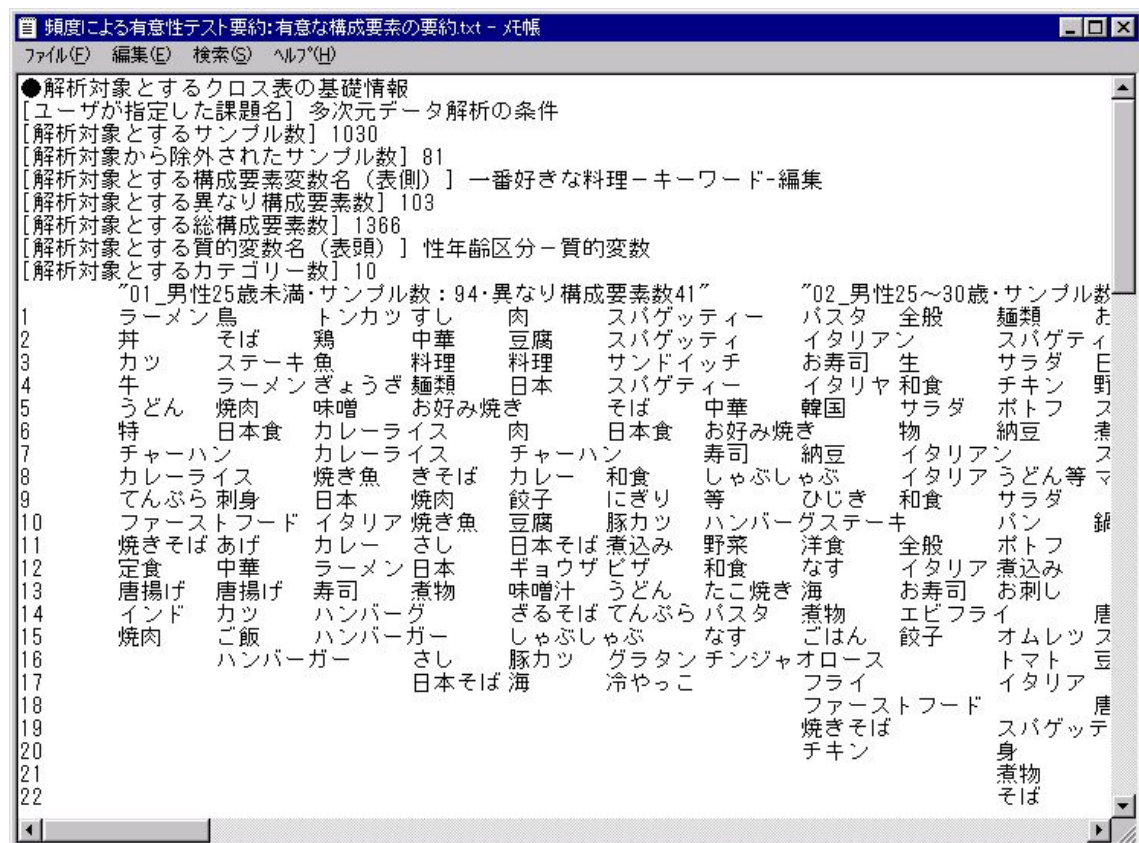 頻度による有意性テスト要約:有意な構成要素の要約.txt - メモ帳
ファイル(F) 編集(E) 検索(S) ヘルプ(H)
●解析対象とするクロス表の基礎情報
[ユーザが指定した課題名] 多次元データ解析の条件
[解析対象とするサンプル数] 1030
[解析対象から除外されたサンプル数] 81
[解析対象とする構成要素変数名（表側）] 一番好きな料理－キーワード-編集
[解析対象とする異なり構成要素数] 103
[解析対象とする総構成要素数] 1366
[解析対象とする質的変数名（表頭）] 性年齢区分－質的変数
[解析対象とするカテゴリー数] 10
"01_男性25歳未満・サンプル数：94・異なり構成要素数41" "02_男性25～30歳・サンプル数
1 ラーメン 鳥 トンカツ すし 肉 スパゲッティー パスタ 全般 麺類 お
2 丼 そば 鶏 中華 豆腐 スパゲッティ イタリアン スパゲティ
3 カツ ステーキ 魚 料理 料理 サンドイッチ お寿司 生 サラダ 日
4 牛 ラーメン ぎょうざ 麺類 日本 スパゲティー イタリヤ 和食 チキン 野
5 うどん 焼肉 味噌 お好み焼き そば 中華 韓国 サラダ ポトフ ス
6 特 日本食 カレーライス 肉 日本食 お好み焼き 物 納豆 煮
7 チャーハン カレーライス チャーハン 寿司 納豆 イタリアン ス
8 カレーライス 焼き魚 きそば カレー 和食 しゃぶしゃぶ イタリア うどん等 マ
9 てんぷら 刺身 日本 焼肉 餃子 にぎり 等 ひじき 和食 サラダ
10 ファーストフード イタリア 焼き魚 豆腐 豚カツ ハンバーグステーキ パン 鍋
11 焼きそば あげ カレー さし 日本そば 煮込み 野菜 洋食 全般 ポトフ
12 定食 中華 ラーメン 日本 ギョウザ ピザ 和食 なす イタリア 煮込み
13 唐揚げ 唐揚げ 寿司 煮物 味噌汁 うどん たこ焼き 海 お寿司 お刺し
14 インド カツ ハンバーグ ざるそば てんぷら パスタ 煮物 エビフライ 唐
15 焼肉 ご飯 ハンバーガー しゃぶしゃぶ なす ごはん 餃子 オムレッ ス
16 ハンバーガー さし 豚カツ グラタン チンジャオロース トマト 豆
17 日本そば 海 冷やっこ フライ イタリア
18 ファーストフード 唐
19 焼きそば スパゲッテ
20 チキン 身
21 煮物
22 そば